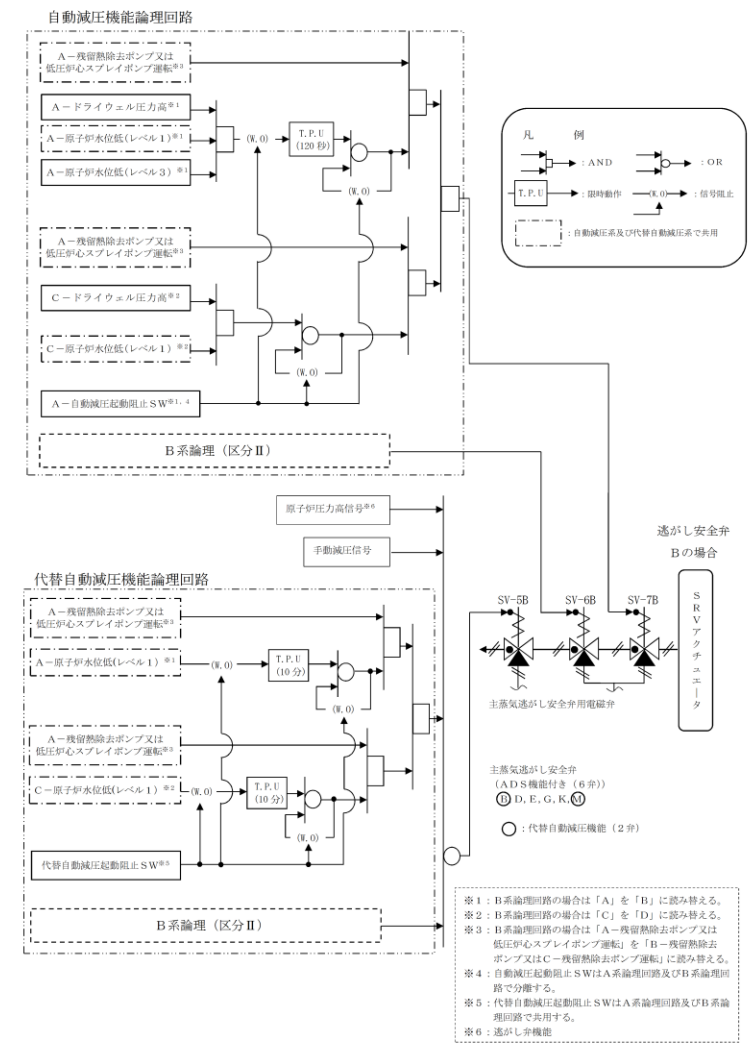 自動減圧機能論理回路
A－残留熱除去ポンプ又は
低圧炉心スプレイポンプ運転※3
A－ドライウェル圧力高※1
A－原子炉水位低(レベル1)※1
A－原子炉水位低(レベル3)※1
(W.O)
T.P.U
(120秒)
(W.O)
A－残留熱除去ポンプ又は
低圧炉心スプレイポンプ運転※3
C－ドライウェル圧力高※2
C－原子炉水位低(レベル1)※2
(W.O)
A－自動減圧起動阻止SW※1,4
B系論理（区分Ⅱ）
凡　例
：AND
：OR
T.P.U
：限時動作
(W.O)
：信号阻止
：自動減圧系及び代替自動減圧系で共用
原子炉圧力高信号※6
手動減圧信号
代替自動減圧機能論理回路
A－残留熱除去ポンプ又は
低圧炉心スプレイポンプ運転※3
A－原子炉水位低(レベル1)※1
(W.O)
T.P.U
(10分)
(W.O)
A－残留熱除去ポンプ又は
低圧炉心スプレイポンプ運転※3
C－原子炉水位低(レベル1)※2
(W.O)
T.P.U
(10分)
(W.O)
代替自動減圧起動阻止SW※5
B系論理（区分Ⅱ）
逃がし安全弁
Bの場合
SV-5B
SV-6B
SV-7B
SRVアクチュエータ
主蒸気逃がし安全弁用電磁弁
主蒸気逃がし安全弁
（ADS機能付き（6弁））
Ⓑ D, E, G, K, Ⓜ
○：代替自動減圧機能（2弁）
※1：B系論理回路の場合は「A」を「B」に読み替える。
※2：B系論理回路の場合は「C」を「D」に読み替える。
※3：B系論理回路の場合は「A－残留熱除去ポンプ又は
低圧炉心スプレイポンプ運転」を「B－残留熱除去
ポンプ又はC－残留熱除去ポンプ運転」に読み替える。
※4：自動減圧起動阻止SWはA系論理回路及びB系論理回
路で分離する。
※5：代替自動減圧起動阻止SWはA系論理回路及びB系論
理回路で共用する。
※6：逃がし弁機能